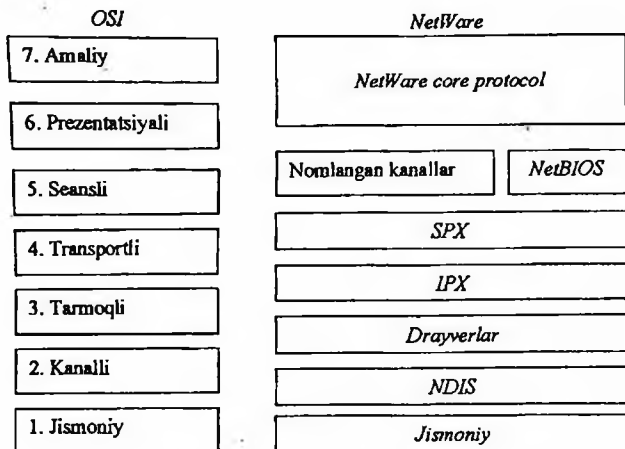 OSI
7. Amaliy
6. Prezentatsiyali
5. Seansli
4. Transportli
3. Tarmoqli
2. Kanalli
1. Jismoniy
NetWare
NetWare core protocol
Nomlangan kanallar
NetBIOS
SPX
IPX
Drayverlar
NDIS
Jismoniy